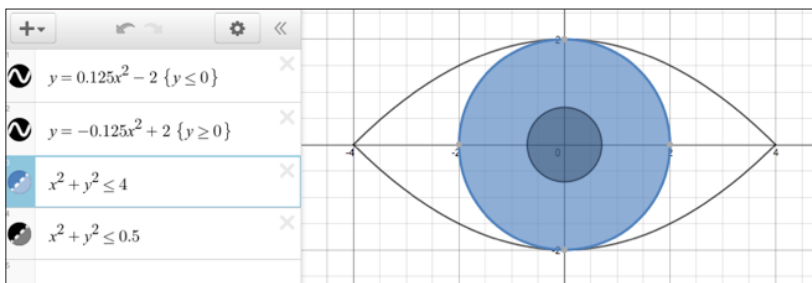 1
y = 0.125x² − 2 {y ≤ 0}
2
y = −0.125x² + 2 {y ≥ 0}
3
x² + y² ≤ 4
4
x² + y² ≤ 0.5
5
2
-4 -2 0 2 4
-2